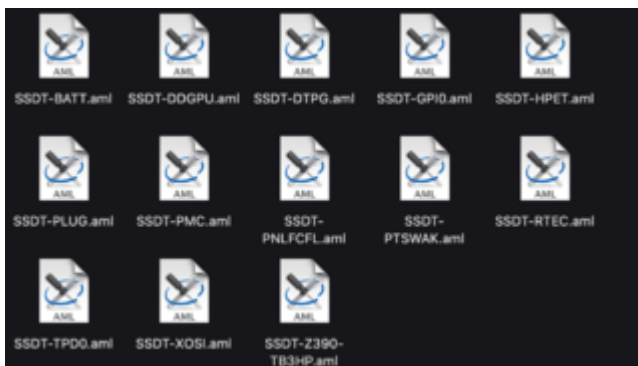 AML AML AML AML AML
SSDT-BATT.aml SSDT-DDGPU.aml SSDT-DTPG.aml SSDT-GPI0.aml SSDT-HPET.aml
AML AML AML AML AML
SSDT-PLUG.aml SSDT-PMC.aml SSDT-PNLFCFL.aml SSDT-PTSWAK.aml SSDT-RTEC.aml
AML AML AML
SSDT-TPD0.aml SSDT-XOSI.aml SSDT-Z390-TB3HP.aml